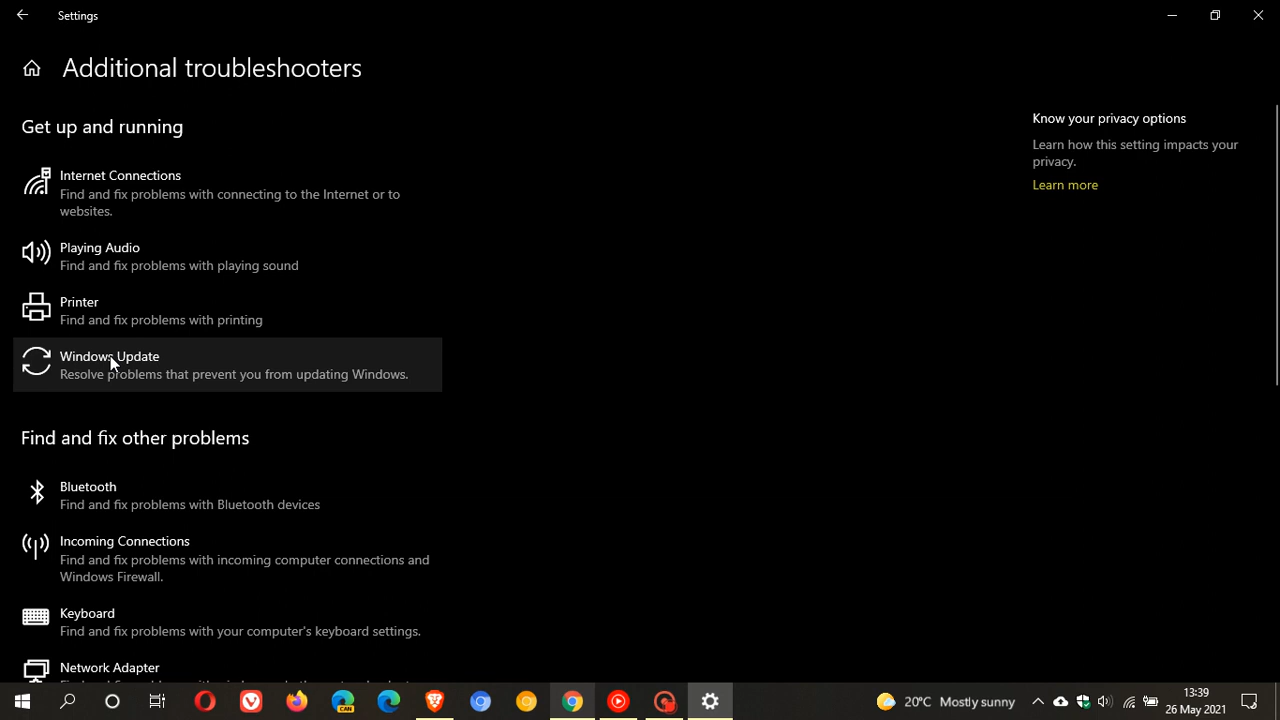 Settings
Additional troubleshooters
Get up and running
Internet Connections
Find and fix problems with connecting to the Internet or to
websites.
Playing Audio
Find and fix problems with playing sound
Printer
Find and fix problems with printing
Windows Update
Resolve problems that prevent you from updating Windows.
Find and fix other problems
Bluetooth
Find and fix problems with Bluetooth devices
Incoming Connections
Find and fix problems with incoming computer connections and
Windows Firewall.
Keyboard
Find and fix problems with your computer's keyboard settings.
Network Adapter
Know your privacy options
Learn how this setting impacts your
privacy.
Learn more
CAN
20°C Mostly sunny
13:39
26 May 2021